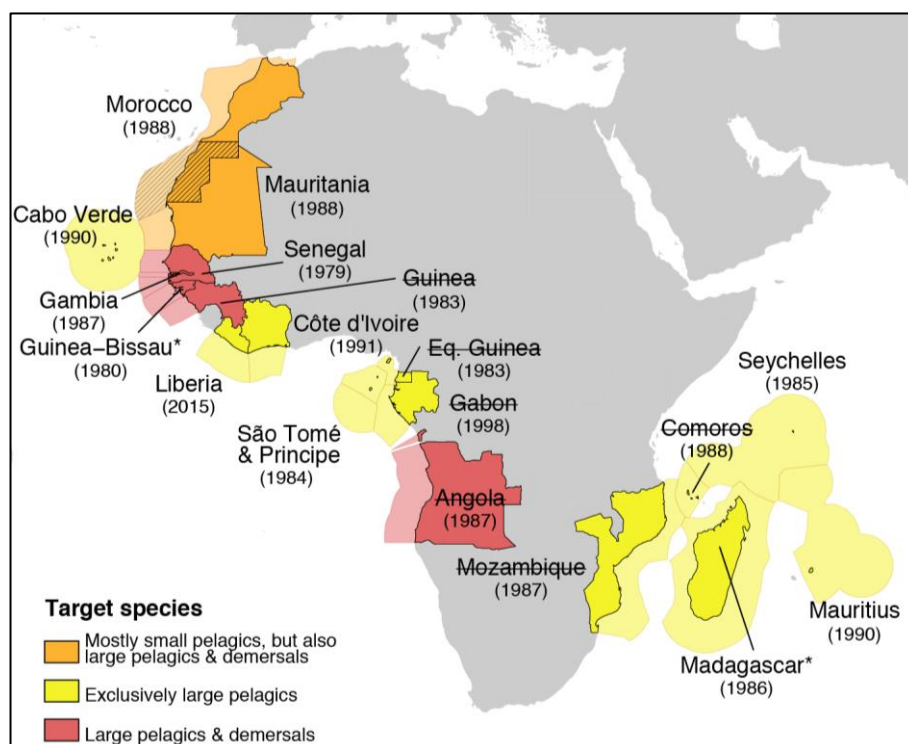 Morocco
(1988)
Mauritania
(1988)
Cabo Verde
(1990)
Senegal
(1979)
Guinea
(1983)
Gambia
(1987)
Guinea-Bissau*
(1980)
Côte d'Ivoire
(1991)
Eq. Guinea
(1983)
Liberia
(2015)
Gabon
(1998)
São Tomé
& Principe
(1984)
Seychelles
(1985)
Comoros
(1988)
Angola
(1987)
Mozambique
(1987)
Mauritius
(1990)
Madagascar*
(1986)
Target species
Mostly small pelagics, but also
large pelagics & demersals
Exclusively large pelagics
Large pelagics & demersals